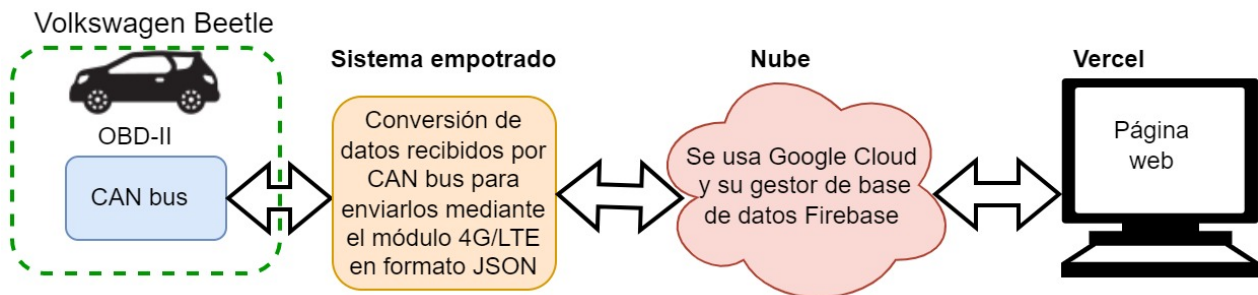 Volkswagen Beetle
OBD-II
CAN bus
Sistema empotrado
Conversión de
datos recibidos por
CAN bus para
enviarlos mediante
el módulo 4G/LTE
en formato JSON
Nube
Se usa Google Cloud
y su gestor de base
de datos Firebase
Vercel
Página
web